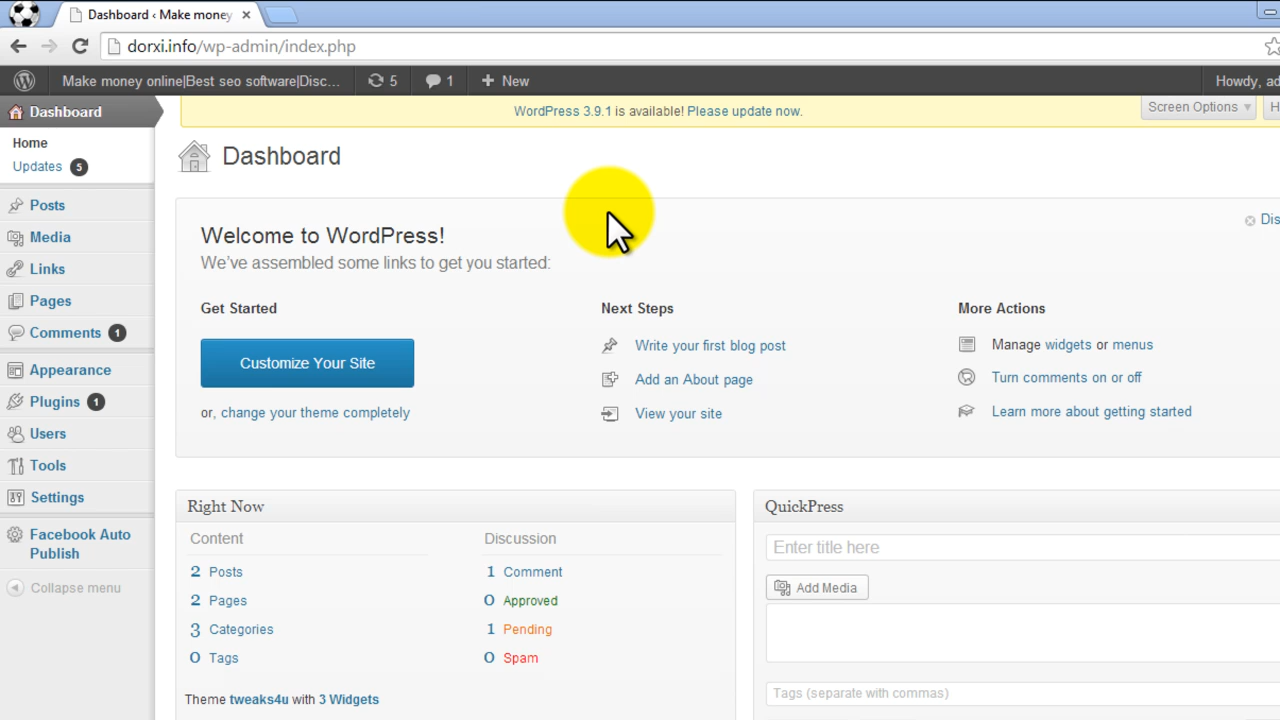 Dashboard ‹ Make money
dorxi.info/wp-admin/index.php
Make money online|Best seo software|Disc... 5 1 New Howdy, ad
Dashboard
Home
Updates 5
Posts
Media
Links
Pages
Comments 1
Appearance
Plugins 1
Users
Tools
Settings
Facebook Auto
Publish
Collapse menu
WordPress 3.9.1 is available! Please update now.
Screen Options H
Dashboard
Welcome to WordPress!
Dis
We've assembled some links to get you started:
Get Started
Customize Your Site
or, change your theme completely
Next Steps
Write your first blog post
Add an About page
View your site
More Actions
Manage widgets or menus
Turn comments on or off
Learn more about getting started
Right Now
Content
2 Posts
2 Pages
3 Categories
0 Tags
Discussion
1 Comment
0 Approved
1 Pending
0 Spam
Theme tweaks4u with 3 Widgets
QuickPress
Enter title here
Add Media
Tags (separate with commas)